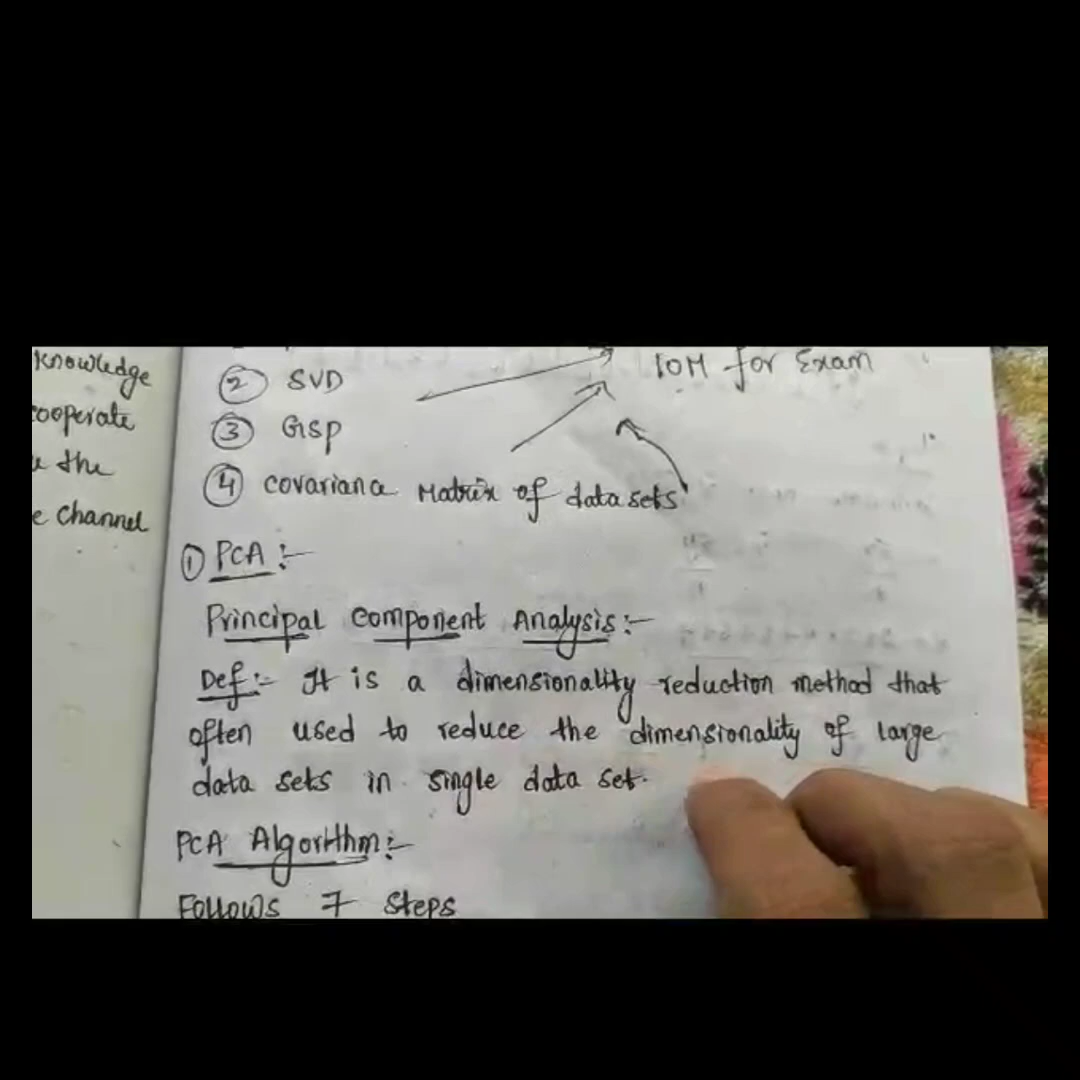 Knowledge
cooperate
the
e channel
② SVD
10M for Exam
③ GSP
④ covariana Matrix of data sets
① PCA :-
Principal component Analysis :-
Def :- It is a dimensionality reduction method that
often used to reduce the dimensionality of large
data sets in single data set.
PCA Algorithm :-
Follows 7 steps